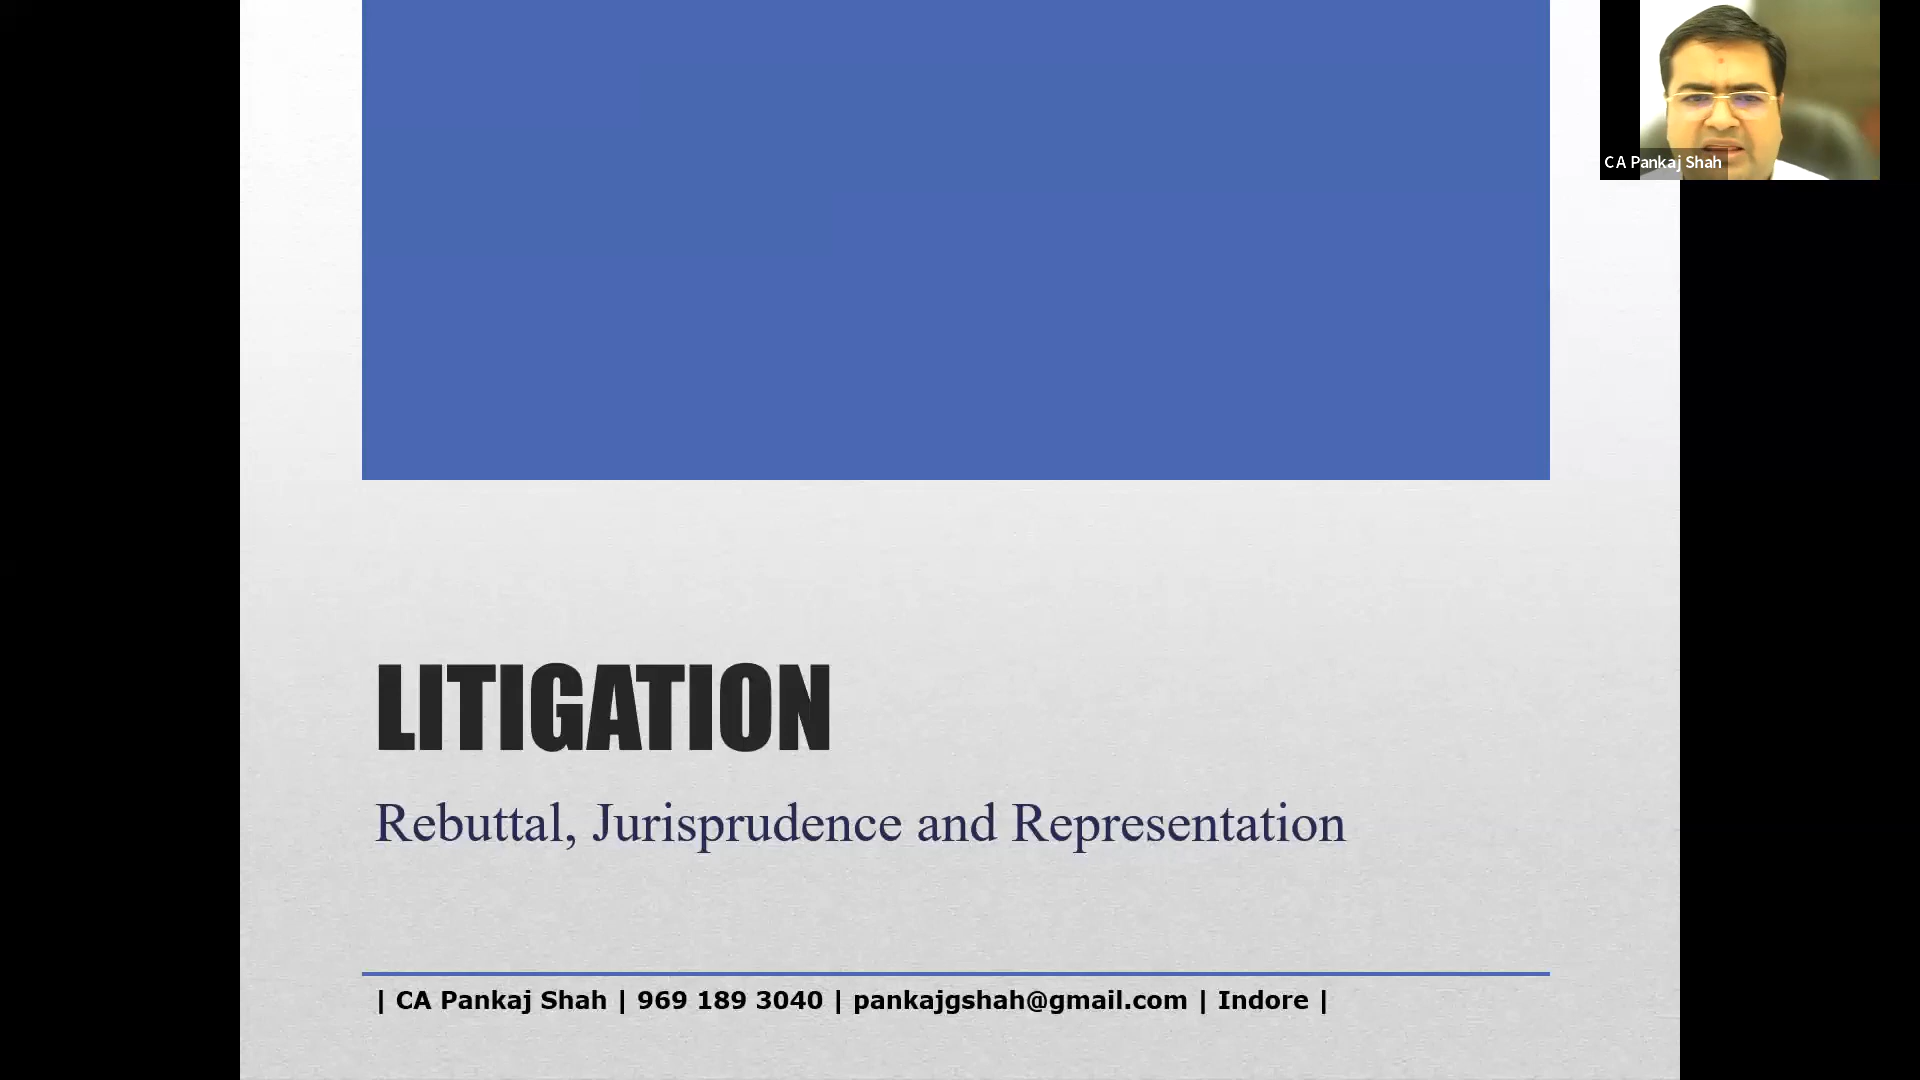 CA Pankaj Shah
LITIGATION
Rebuttal, Jurisprudence and Representation
| CA Pankaj Shah | 969 189 3040 | pankajgshah@gmail.com | Indore |